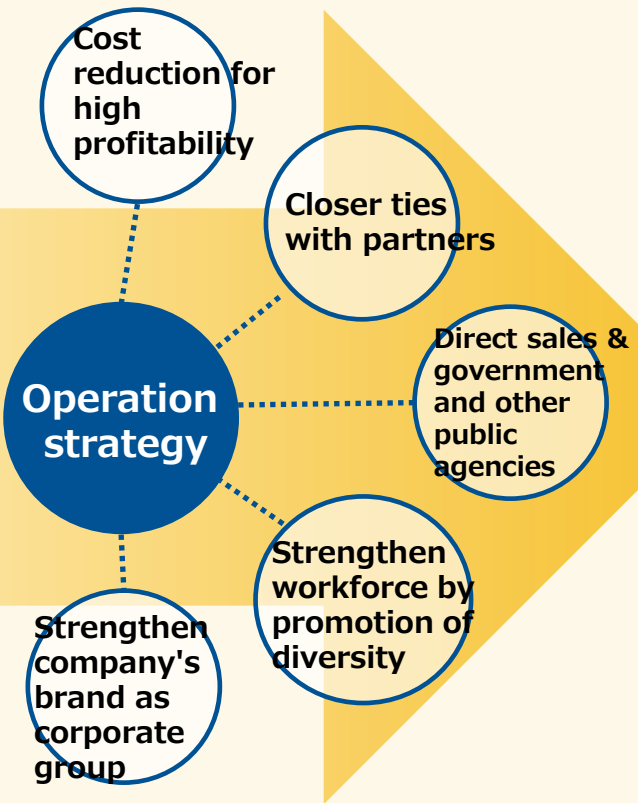 Cost
reduction for
high
profitability
Closer ties
with partners
Direct sales &
government
and other
public
agencies
Operation
strategy
Strengthen
workforce by
promotion of
diversity
Strengthen
company's
brand as
corporate
group